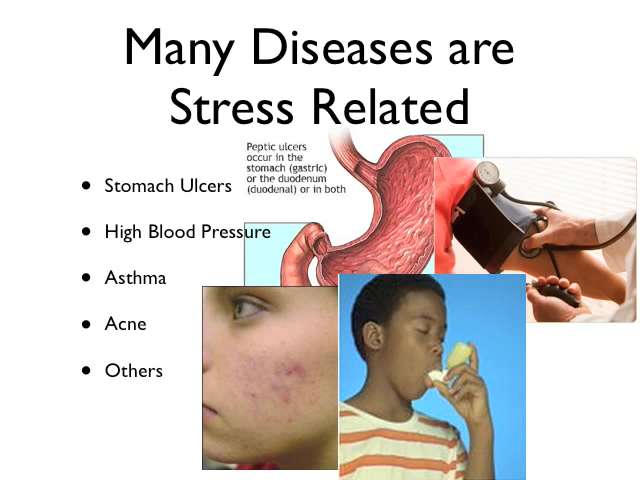 Many Diseases are
Stress Related
Peptic ulcers
occur in the
stomach (gastric)
or the duodenum
(duodenal) or in both
• Stomach Ulcers
• High Blood Pressure
• Asthma
• Acne
• Others